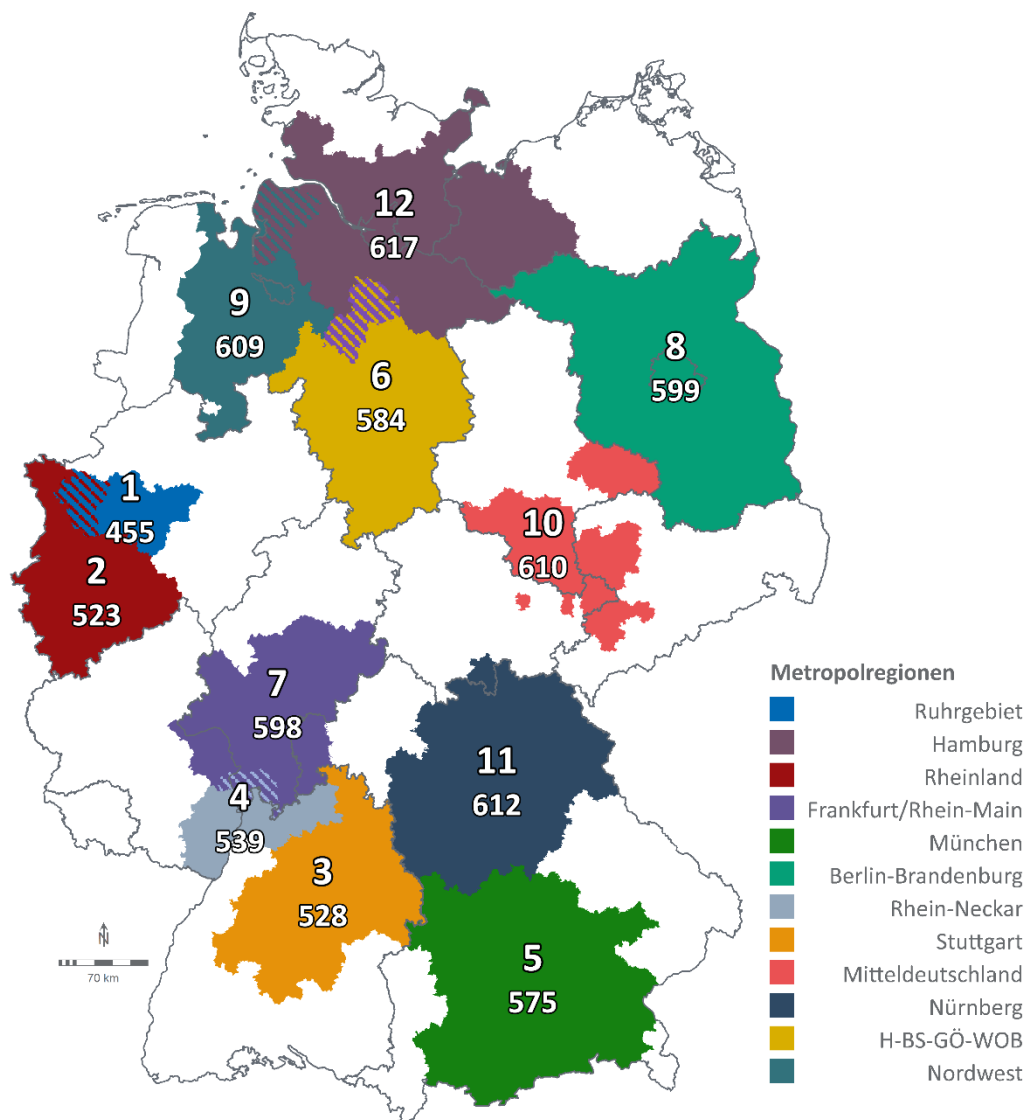 12
617
9
609
8
599
6
584
1
455
10
610
2
523
7
598
11
612
4
539
3
528
5
575
N
70 km
Metropolregionen
Ruhrgebiet
Hamburg
Rheinland
Frankfurt/Rhein-Main
München
Berlin-Brandenburg
Rhein-Neckar
Stuttgart
Mitteldeutschland
Nürnberg
H-BS-GÖ-WOB
Nordwest